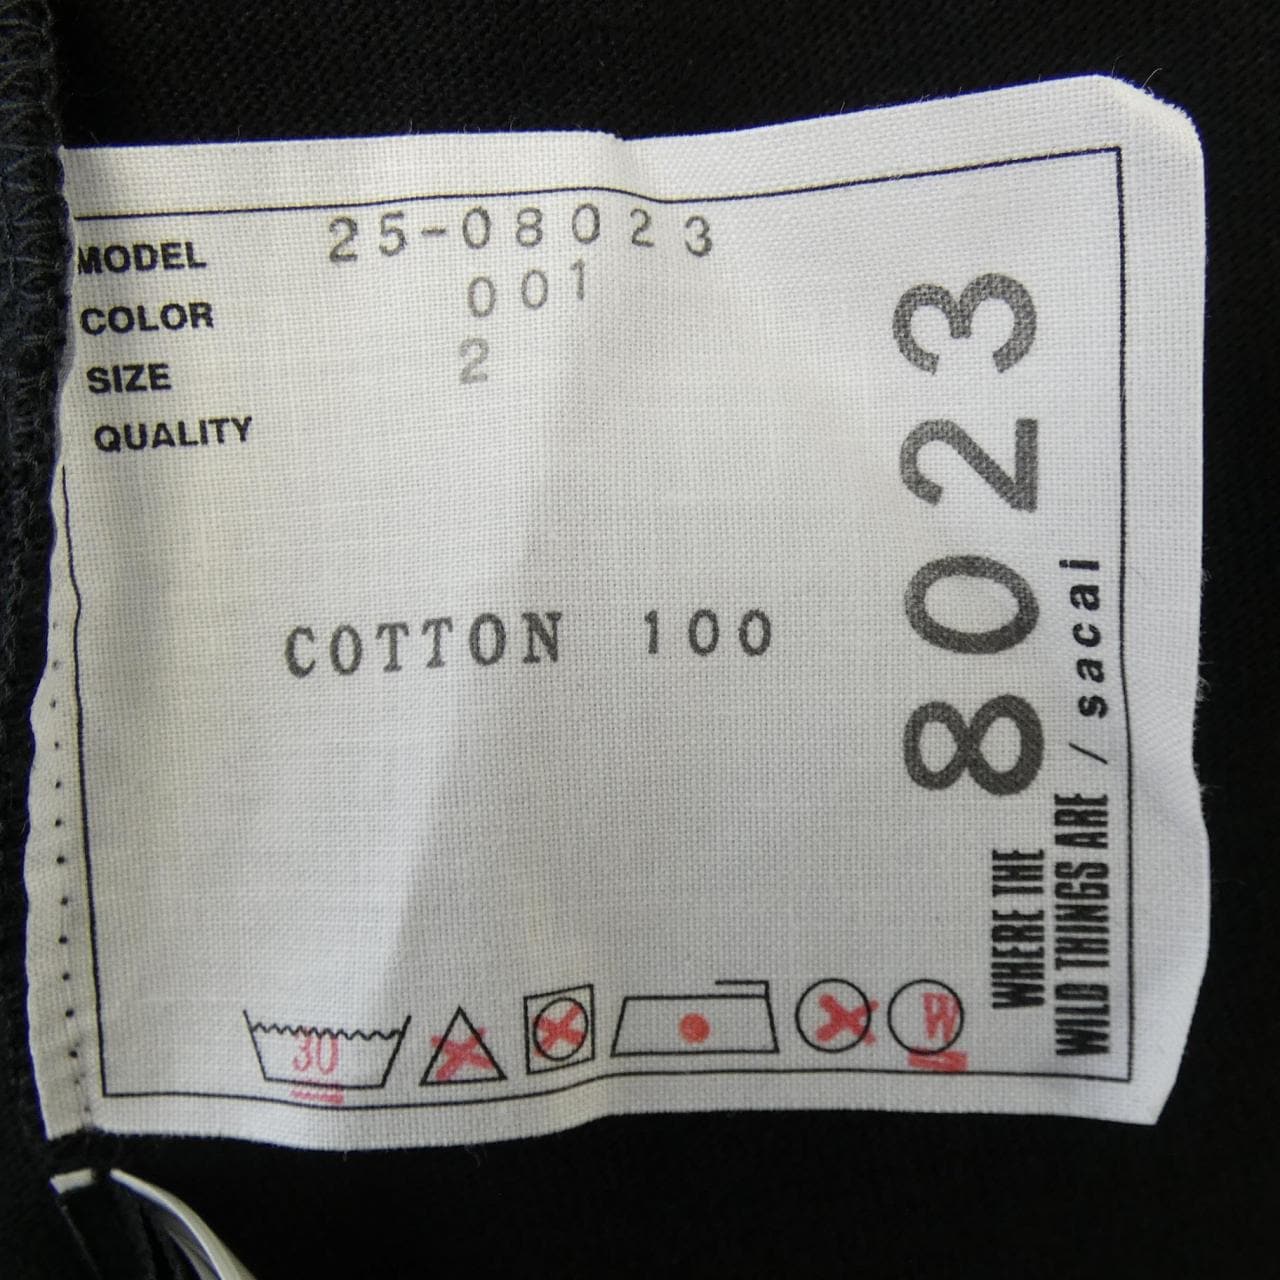 MODEL 25-08023
COLOR 001
SIZE 2
QUALITY
COTTON 100
30
W
8023
WHERE THE
WILD THINGS ARE / sacai